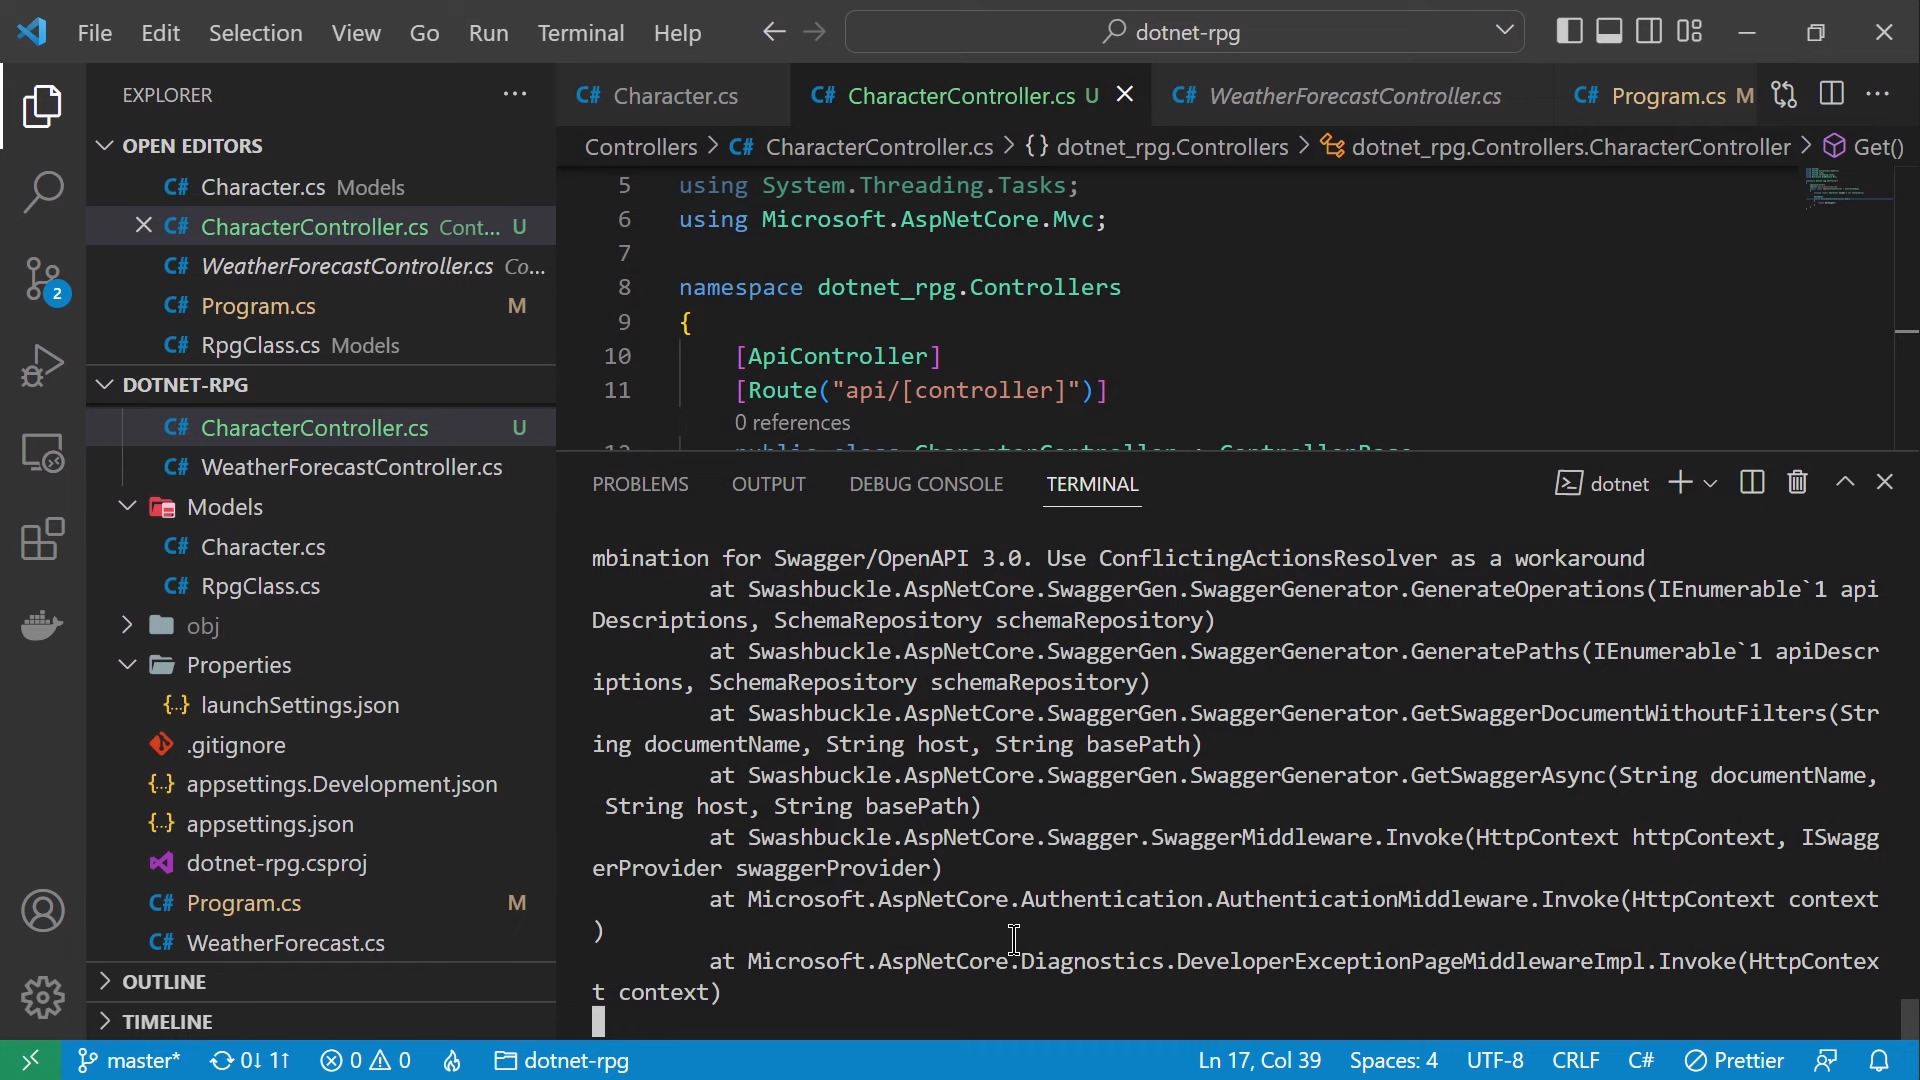 File Edit Selection View Go Run Terminal Help dotnet-rpg
EXPLORER
OPEN EDITORS
C# Character.cs Models
C# CharacterController.cs Cont... U
C# WeatherForecastController.cs Co...
C# Program.cs M
C# RpgClass.cs Models
DOTNET-RPG
C# CharacterController.cs U
C# WeatherForecastController.cs
Models
C# Character.cs
C# RpgClass.cs
obj
Properties
{..} launchSettings.json
.gitignore
{..} appsettings.Development.json
{..} appsettings.json
dotnet-rpg.csproj
C# Program.cs M
C# WeatherForecast.cs
OUTLINE
TIMELINE
2
C# Character.cs C# CharacterController.cs U C# WeatherForecastController.cs C# Program.cs M
Controllers > C# CharacterController.cs > {} dotnet_rpg.Controllers > dotnet_rpg.Controllers.CharacterController > Get()
5 using System.Threading.Tasks;
6 using Microsoft.AspNetCore.Mvc;
7
8 namespace dotnet_rpg.Controllers
9 {
10 [ApiController]
11 [Route("api/[controller]")]
0 references
12 public class CharacterController : ControllerBase
PROBLEMS OUTPUT DEBUG CONSOLE TERMINAL dotnet
mbination for Swagger/OpenAPI 3.0. Use ConflictingActionsResolver as a workaround
at Swashbuckle.AspNetCore.SwaggerGen.SwaggerGenerator.GenerateOperations(IEnumerable`1 api
Descriptions, SchemaRepository schemaRepository)
at Swashbuckle.AspNetCore.SwaggerGen.SwaggerGenerator.GeneratePaths(IEnumerable`1 apiDescr
iptions, SchemaRepository schemaRepository)
at Swashbuckle.AspNetCore.SwaggerGen.SwaggerGenerator.GetSwaggerDocumentWithoutFilters(Str
ing documentName, String host, String basePath)
at Swashbuckle.AspNetCore.SwaggerGen.SwaggerGenerator.GetSwaggerAsync(String documentName,
String host, String basePath)
at Swashbuckle.AspNetCore.Swagger.SwaggerMiddleware.Invoke(HttpContext httpContext, ISwagg
erProvider swaggerProvider)
at Microsoft.AspNetCore.Authentication.AuthenticationMiddleware.Invoke(HttpContext context
)
at Microsoft.AspNetCore.Diagnostics.DeveloperExceptionPageMiddlewareImpl.Invoke(HttpContex
t context)
master* 0↓ 1↑ 0 0 dotnet-rpg Ln 17, Col 39 Spaces: 4 UTF-8 CRLF C# Prettier